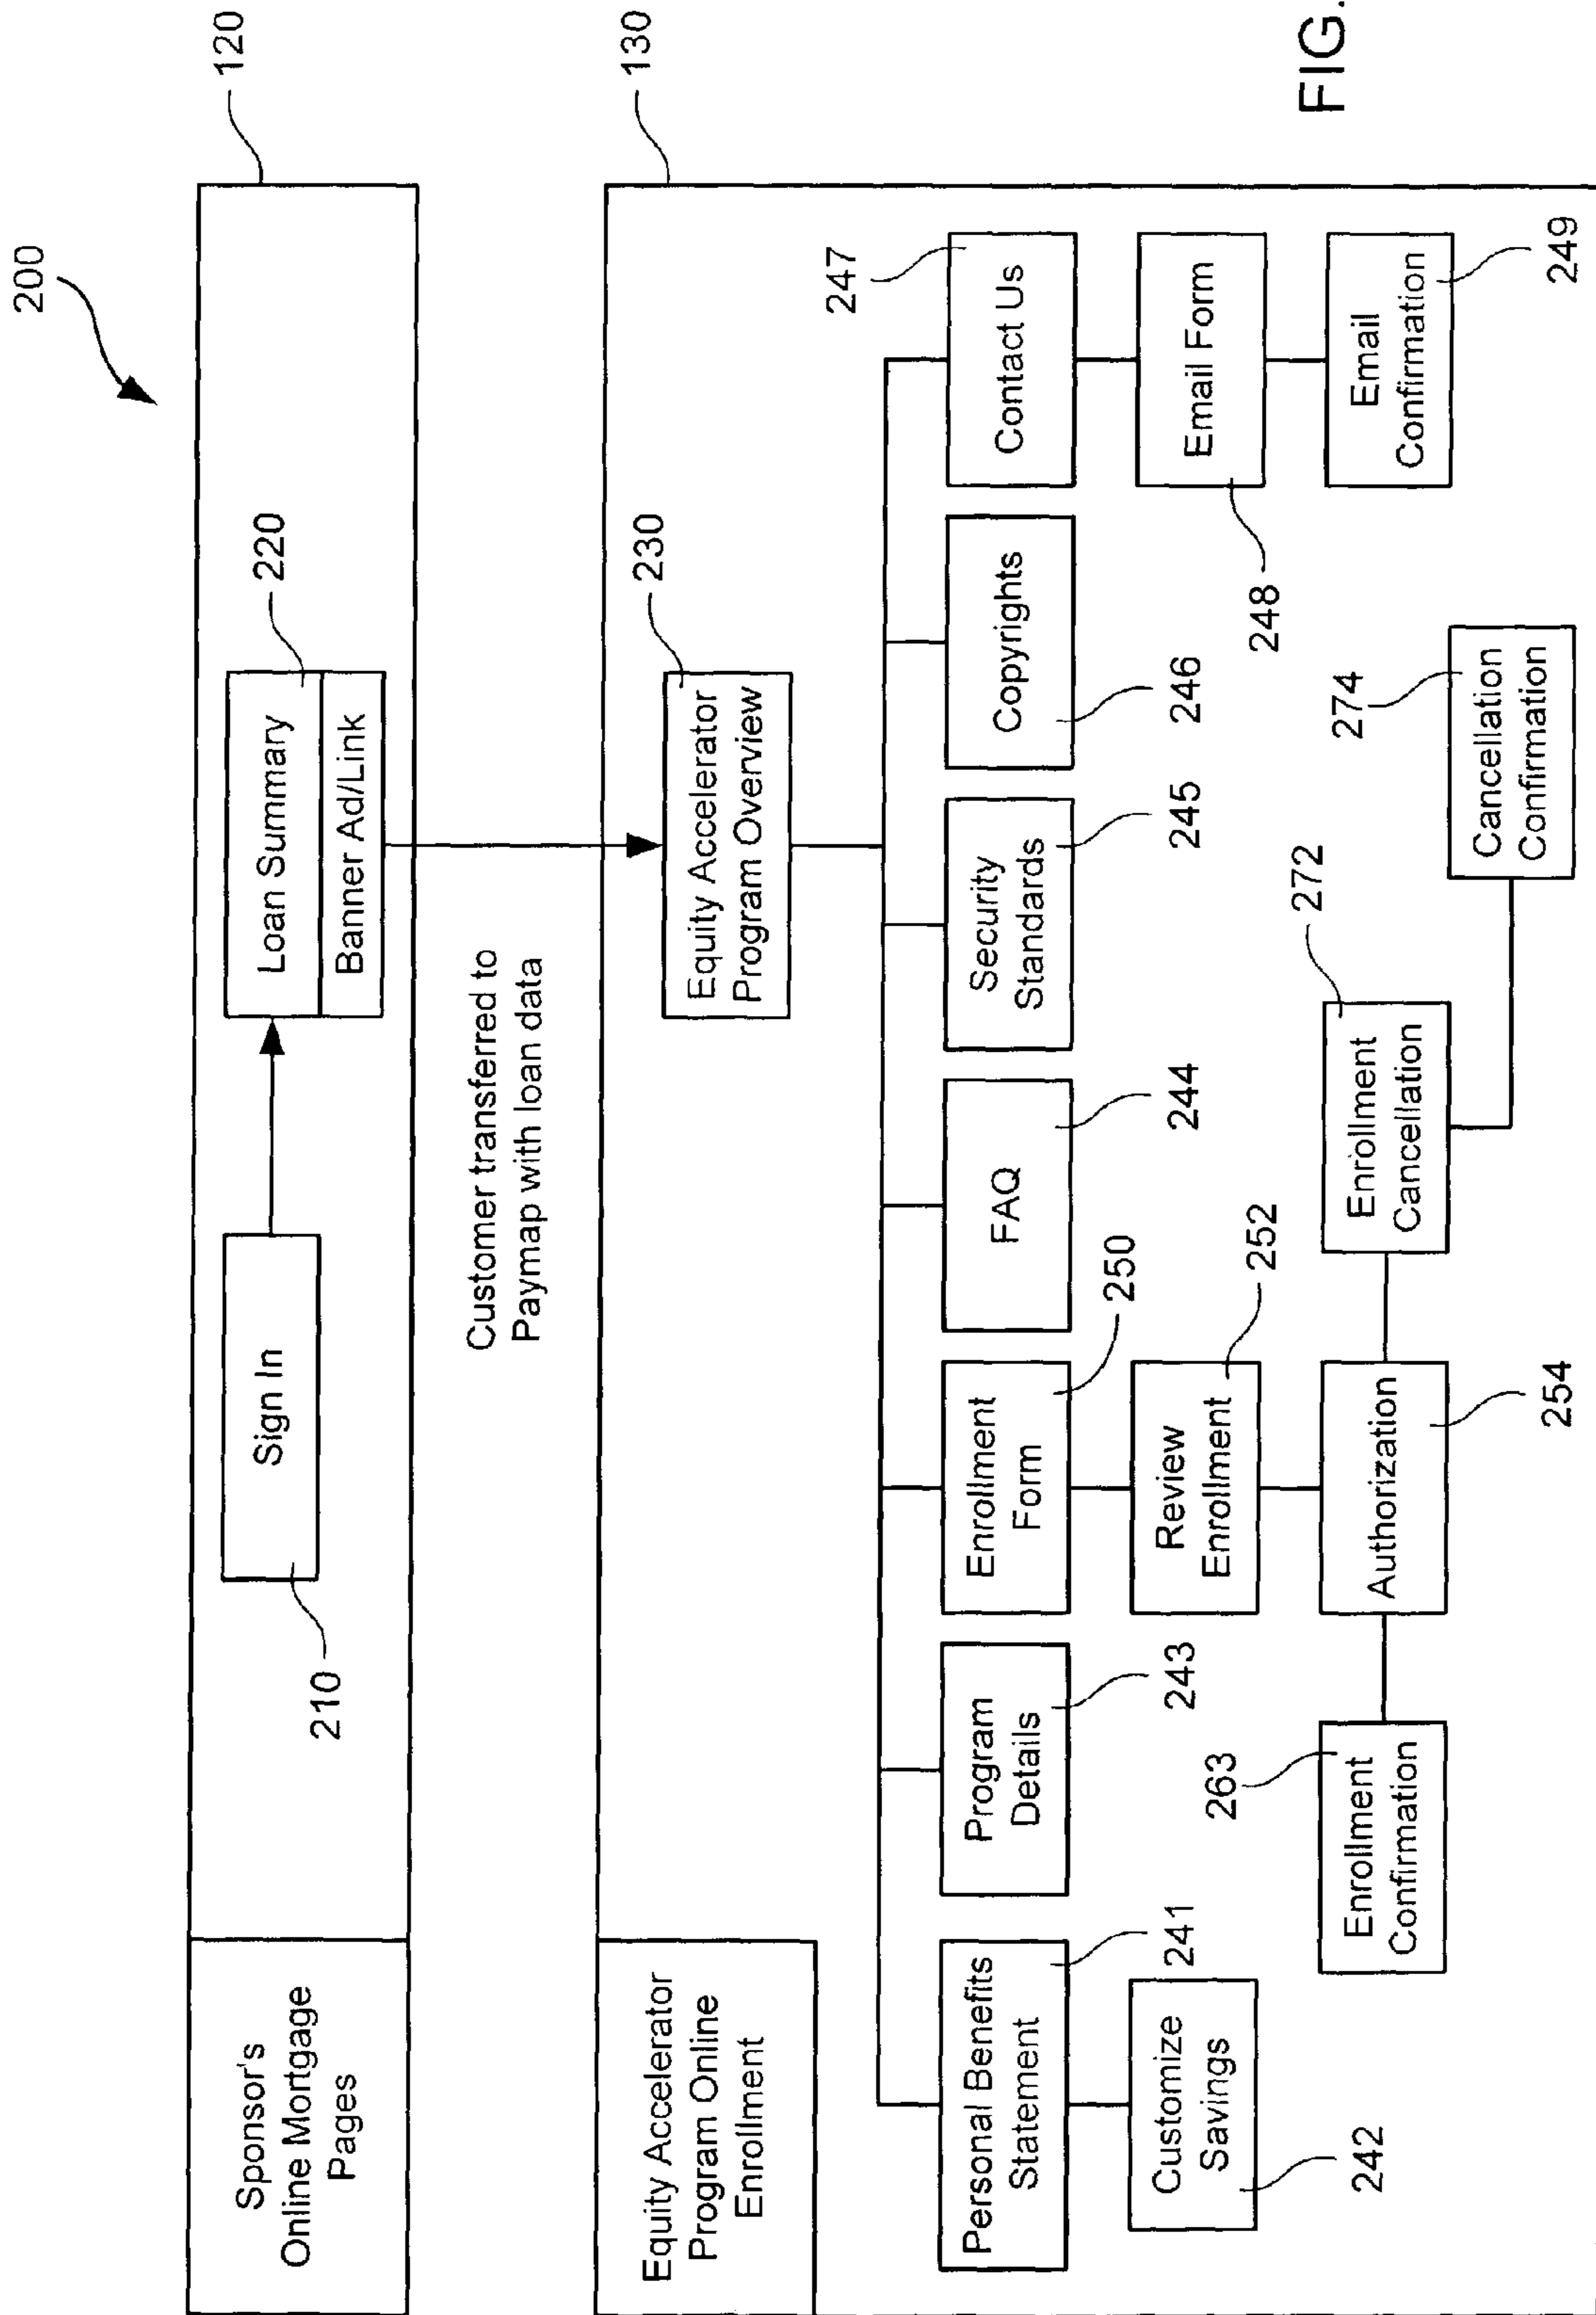 200
120
Sponsor's
Online Mortgage
Pages
Sign In
210
Loan Summary
Banner Ad/Link
220
Customer transferred to
Paymap with loan data
130
Equity Accelerator
Program Online
Enrollment
Equity Accelerator
Program Overview
230
Personal Benefits
Statement
241
Program
Details
243
Enrollment
Form
250
FAQ
244
Security
Standards
245
Copyrights
246
Contact Us
247
Customize
Savings
242
Review
Enrollment
252
Email Form
248
Enrollment
Confirmation
263
Authorization
254
Enrollment
Cancellation
272
Email
Confirmation
249
Cancellation
Confirmation
274
FIG.